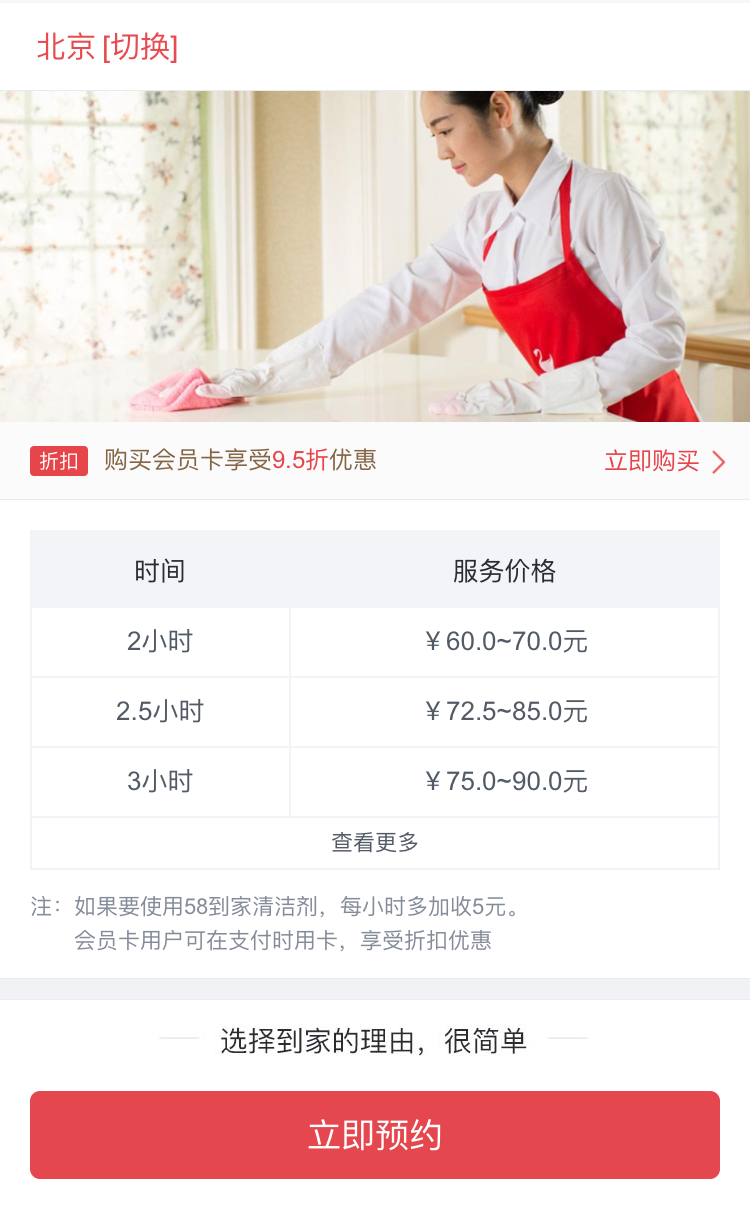 北京 [切换]
折扣 购买会员卡享受9.5折优惠 立即购买
时间 服务价格
2小时 ￥60.0~70.0元
2.5小时 ￥72.5~85.0元
3小时 ￥75.0~90.0元
查看更多
注：如果要使用58到家清洁剂，每小时多加收5元。
会员卡用户可在支付时用卡，享受折扣优惠
选择到家的理由，很简单
立即预约